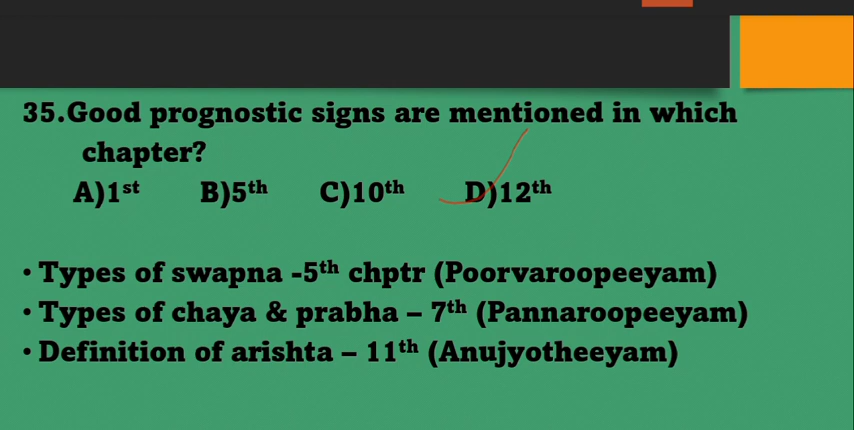 35.Good prognostic signs are mentioned in which
chapter?
A)1st B)5th C)10th D)12th
• Types of swapna -5th chptr (Poorvaroopeeyam)
• Types of chaya & prabha – 7th (Pannaroopeeyam)
• Definition of arishta – 11th (Anujyotheeyam)